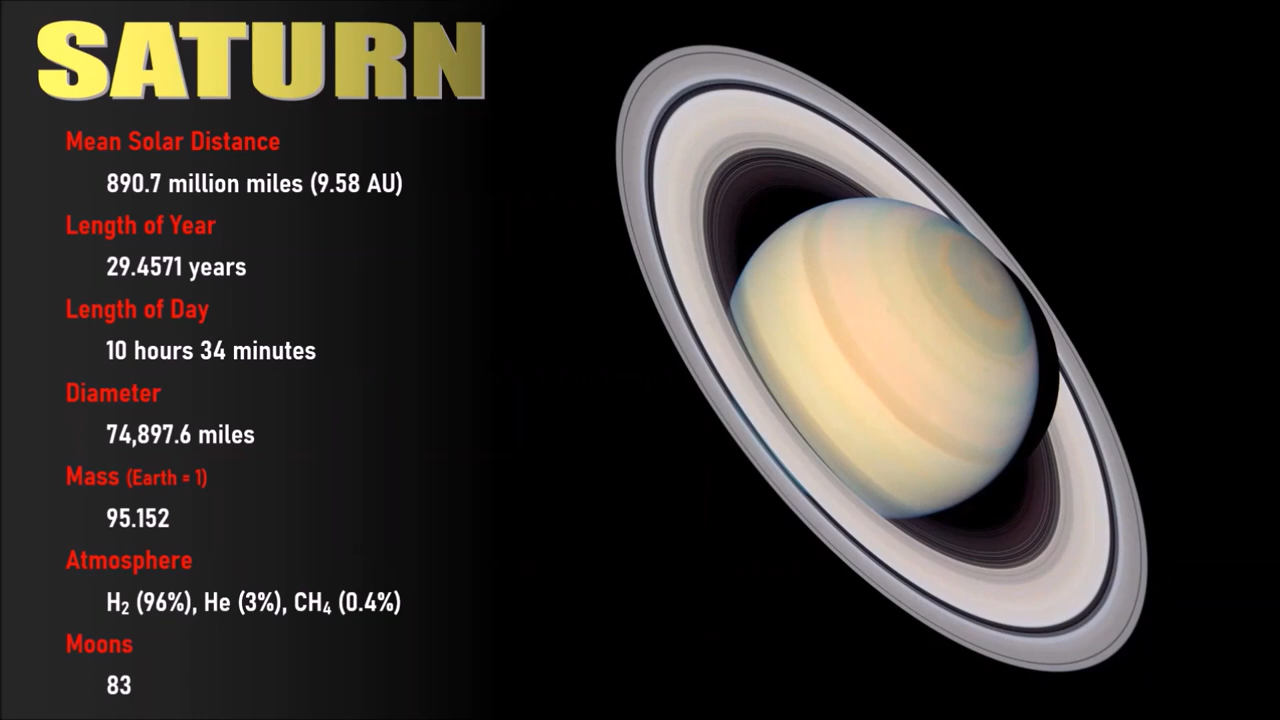 SATURN
Mean Solar Distance
890.7 million miles (9.58 AU)
Length of Year
29.4571 years
Length of Day
10 hours 34 minutes
Diameter
74,897.6 miles
Mass (Earth = 1)
95.152
Atmosphere
H₂ (96%), He (3%), CH₄ (0.4%)
Moons
83